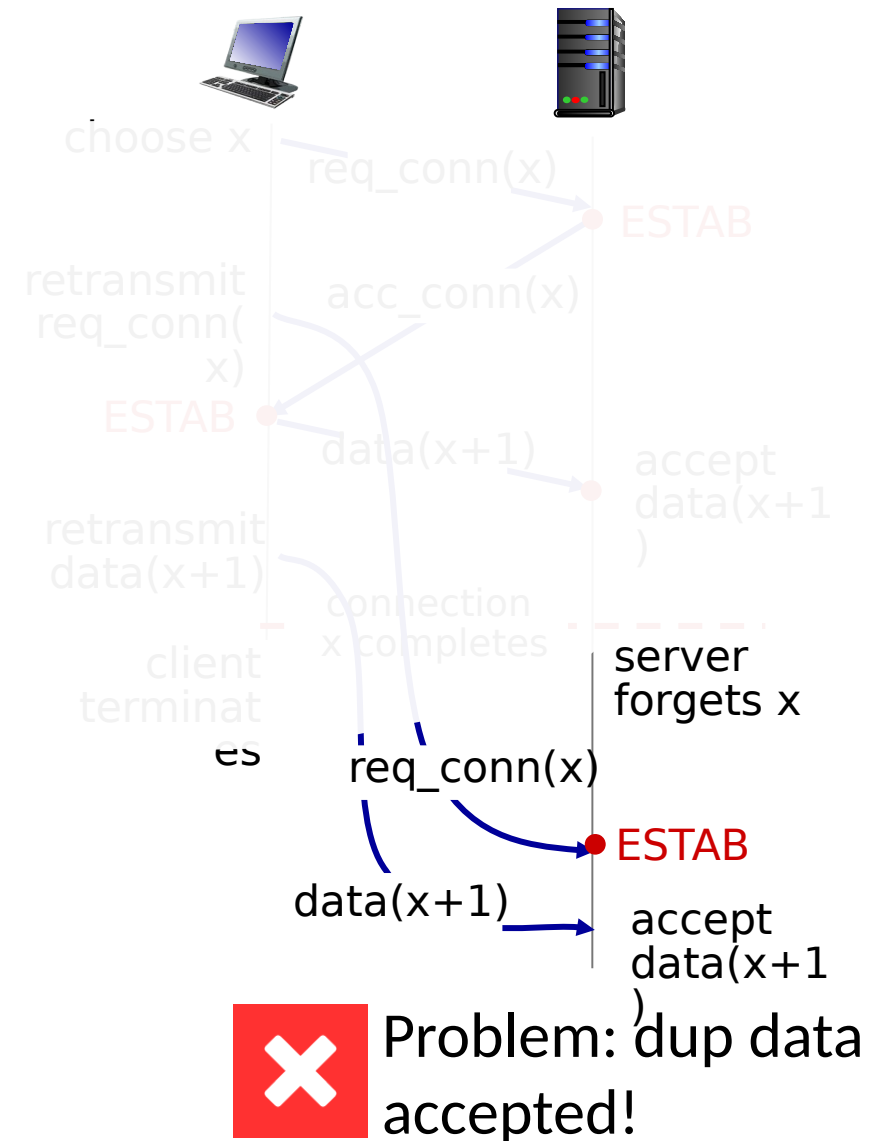 choose x
req_conn(x)
ESTAB
retransmit
req_conn(
x)
acc_conn(x)
ESTAB
data(x+1)
accept
data(x+1
)
retransmit
data(x+1)
connection
x completes
client
terminat
es
server
forgets x
req_conn(x)
ESTAB
data(x+1)
accept
data(x+1
)
Problem: dup data
accepted!